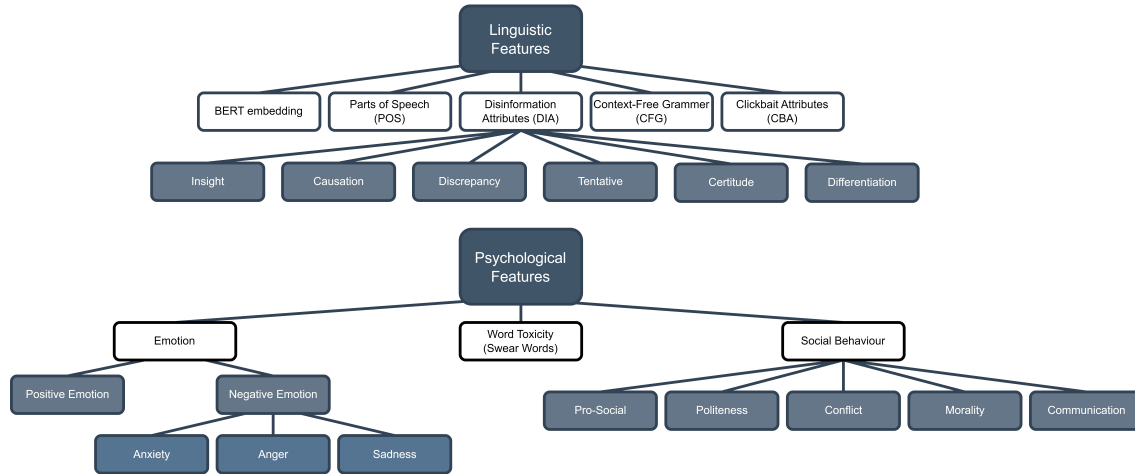 Linguistic
Features
BERT embedding
Parts of Speech
(POS)
Disinformation
Attributes (DIA)
Context-Free Grammer
(CFG)
Clickbait Attributes
(CBA)
Insight
Causation
Discrepancy
Tentative
Certitude
Differentiation
Psychological
Features
Emotion
Word Toxicity
(Swear Words)
Social Behaviour
Positive Emotion
Negative Emotion
Pro-Social
Politeness
Conflict
Morality
Communication
Anxiety
Anger
Sadness